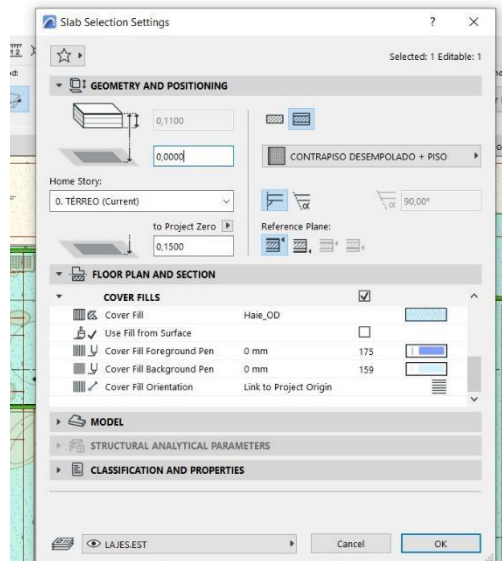 Slab Selection Settings ? ×
Selected: 1 Editable: 1
GEOMETRY AND POSITIONING
0,1100
0,0000
CONTRAPISO DESEMPOLADO + PISO
Home Story:
0. TÉRREO (Current)
α
α
90,00°
to Project Zero
Reference Plane:
0,1500
FLOOR PLAN AND SECTION
COVER FILLS
Cover Fill Haie_OD
Use Fill from Surface
Cover Fill Foreground Pen 0 mm 175
Cover Fill Background Pen 0 mm 159
Cover Fill Orientation Link to Project Origin
MODEL
STRUCTURAL ANALYTICAL PARAMETERS
CLASSIFICATION AND PROPERTIES
LAJES.EST
Cancel
OK